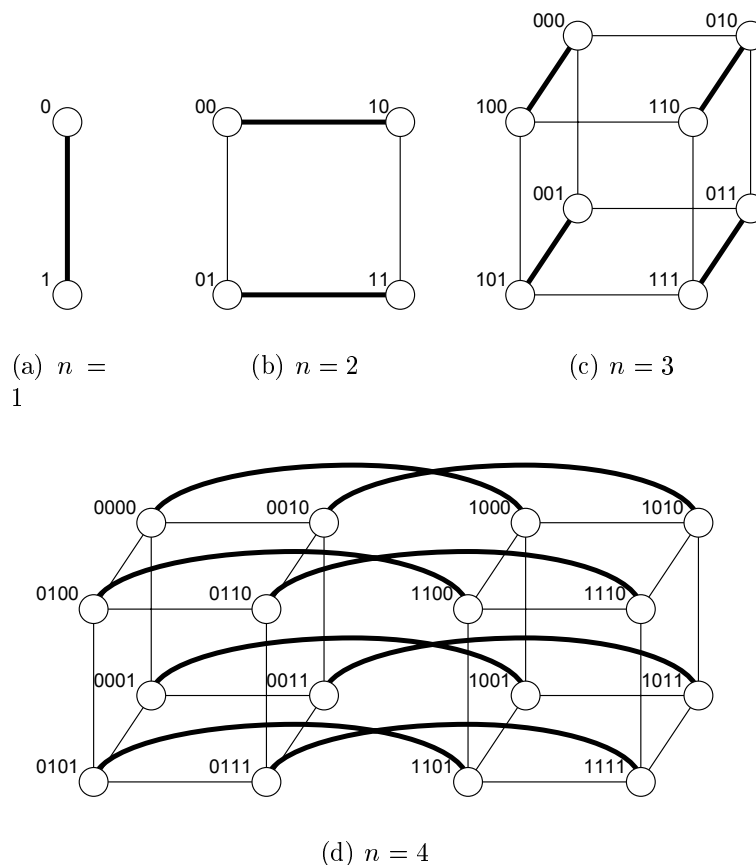 000 010
0 00 10 100 110
001 011
1 01 11 101 111
(a) n = (b) n = 2 (c) n = 3
1
0000 0010 1000 1010
0100 0110 1100 1110
0001 0011 1001 1011
0101 0111 1101 1111
(d) n = 4